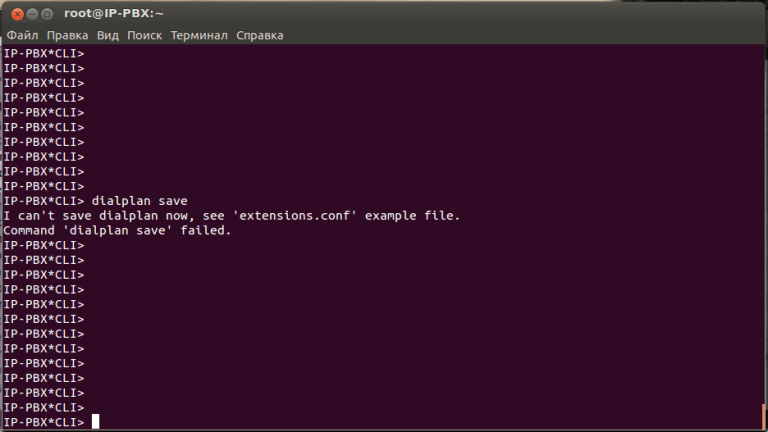 root@IP-PBX:~
Файл Правка Вид Поиск Терминал Справка
IP-PBX*CLI>
IP-PBX*CLI>
IP-PBX*CLI>
IP-PBX*CLI>
IP-PBX*CLI>
IP-PBX*CLI>
IP-PBX*CLI>
IP-PBX*CLI>
IP-PBX*CLI>
IP-PBX*CLI>
IP-PBX*CLI> dialplan save
I can't save dialplan now, see 'extensions.conf' example file.
Command 'dialplan save' failed.
IP-PBX*CLI>
IP-PBX*CLI>
IP-PBX*CLI>
IP-PBX*CLI>
IP-PBX*CLI>
IP-PBX*CLI>
IP-PBX*CLI>
IP-PBX*CLI>
IP-PBX*CLI>
IP-PBX*CLI>
IP-PBX*CLI>
IP-PBX*CLI>
IP-PBX*CLI>